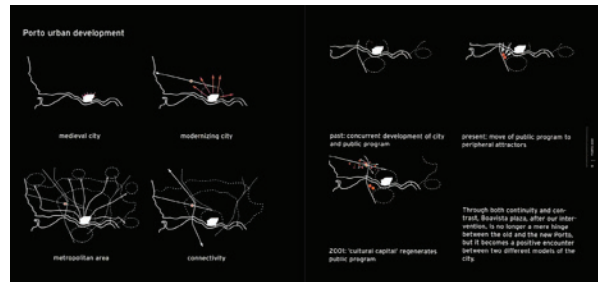 Porto urban development
medieval city
modernizing city
metropolitan area
connectivity
past: concurrent development of city
and public program
present: move of public program to
peripheral attractors
2001: 'cultural capital' regenerates
public program
Through both continuity and con-
trast, Boavista plaza, after our inter-
vention, is no longer a mere hinge
between the old and the new Porto,
but it becomes a positive encounter
between two different models of the
city.